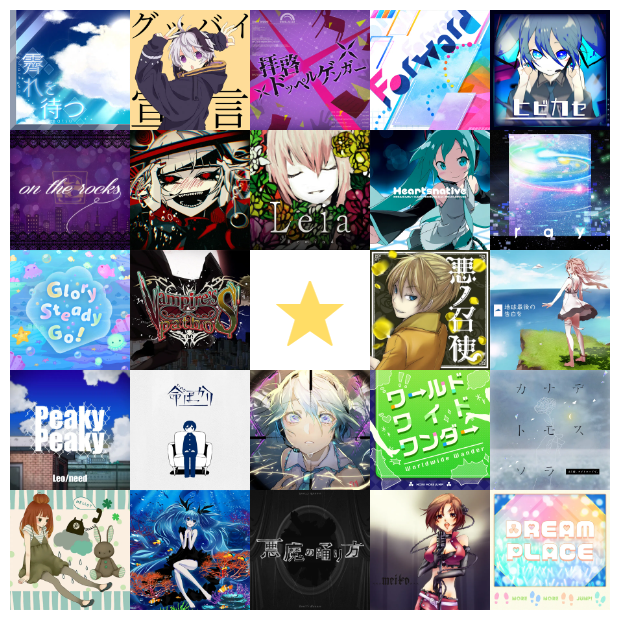 霽れを待つ
グッバイ
宣言
拝啓
ドッペルゲンガー
Forward
ヒビカセ
on the rocks
Leia
Heartsnative
ray
Glory
Steady
Go!
Vampire's
pathoS
悪ノ召使
地球最後の
告白を
Peaky
Peaky
Leo/need
命ばっかり
ワールド
ワイド
ワンダー
Worldwide Wander
カナデ
トモス
ソラ
悪魔の踊り方
meiko
DREAM
PLACE